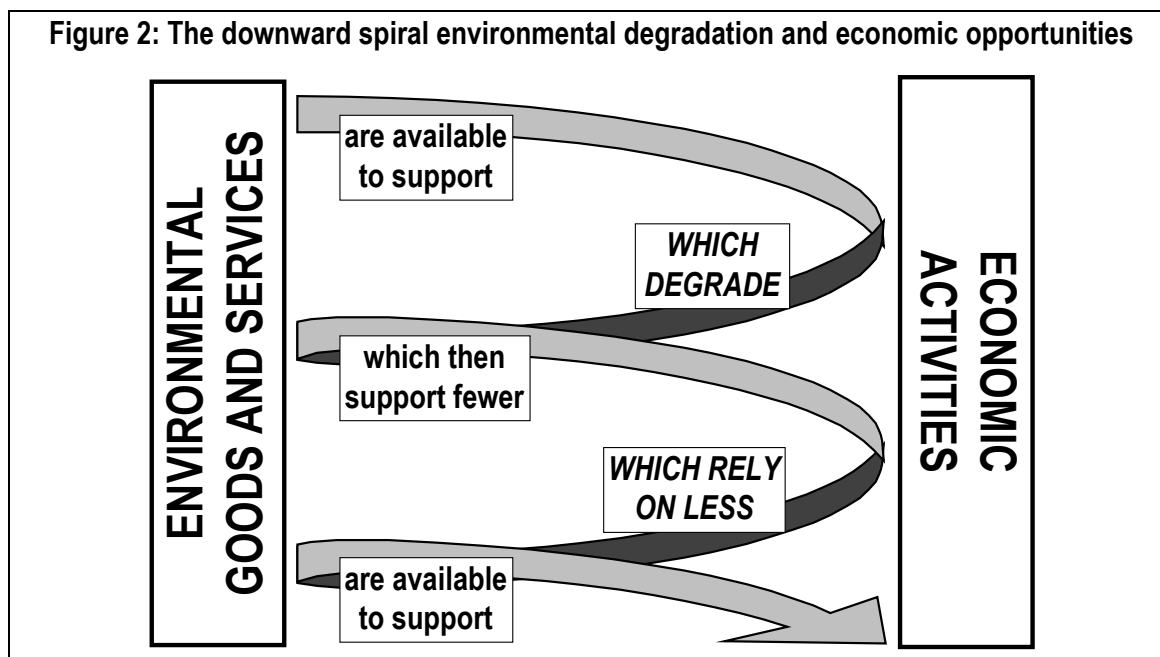 Figure 2: The downward spiral environmental degradation and economic opportunities
ENVIRONMENTAL
GOODS AND SERVICES
are available
to support
WHICH
DEGRADE
which then
support fewer
WHICH RELY
ON LESS
are available
to support
ECONOMIC
ACTIVITIES